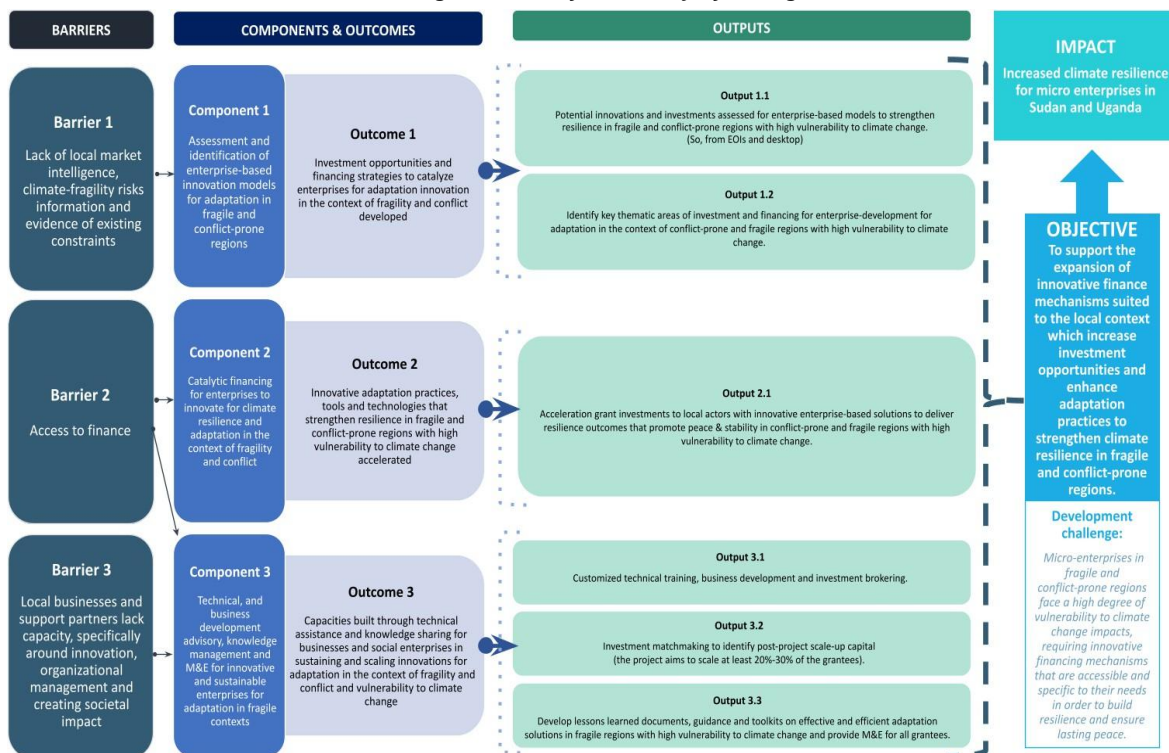 BARRIERS
COMPONENTS & OUTCOMES
OUTPUTS
IMPACT
Increased climate resilience
for micro enterprises in
Sudan and Uganda
Barrier 1
Lack of local market
intelligence,
climate-fragility risks
information and
evidence of existing
constraints
Component 1
Assessment and
identification of
enterprise-based
innovation models
for adaptation in
fragile and
conflict-prone
regions
Outcome 1
Investment opportunities and
financing strategies to catalyze
enterprises for adaptation innovation
in the context of fragility and conflict
developed
Output 1.1
Potential innovations and investments assessed for enterprise-based models to strengthen
resilience in fragile and conflict-prone regions with high vulnerability to climate change.
(So, from EOIs and desktop)
Output 1.2
Identify key thematic areas of investment and financing for enterprise-development for
adaptation in the context of conflict-prone and fragile regions with high vulnerability to climate
change.
Barrier 2
Access to finance
Component 2
Catalytic financing
for enterprises to
innovate for climate
resilience and
adaptation in the
context of fragility
and conflict
Outcome 2
Innovative adaptation practices,
tools and technologies that
strengthen resilience in fragile and
conflict-prone regions with high
vulnerability to climate change
accelerated
Output 2.1
Acceleration grant investments to local actors with innovative enterprise-based solutions to deliver
resilience outcomes that promote peace & stability in conflict-prone and fragile regions with high
vulnerability to climate change.
Barrier 3
Local businesses and
support partners lack
capacity, specifically
around innovation,
organizational
management and
creating societal
impact
Component 3
Technical, and
business
development
advisory, knowledge
management and
M&E for innovative
and sustainable
enterprises for
adaptation in fragile
contexts
Outcome 3
Capacities built through technical
assistance and knowledge sharing for
businesses and social enterprises in
sustaining and scaling innovations for
adaptation in the context of fragility and
conflict and vulnerability to climate
change
Output 3.1
Customized technical training, business development and investment brokering.
Output 3.2
Investment matchmaking to identify post-project scale-up capital
(the project aims to scale at least 20%-30% of the grantees).
Output 3.3
Develop lessons learned documents, guidance and toolkits on effective and efficient adaptation
solutions in fragile regions with high vulnerability to climate change and provide M&E for all grantees.
OBJECTIVE
To support the
expansion of
innovative finance
mechanisms suited
to the local context
which increase
investment
opportunities and
enhance
adaptation
practices to
strengthen climate
resilience in fragile
and conflict-prone
regions.
Development
challenge:
Micro-enterprises in
fragile and
conflict-prone regions
face a high degree of
vulnerability to climate
change impacts,
requiring innovative
financing mechanisms
that are accessible and
specific to their needs
in order to build
resilience and ensure
lasting peace.